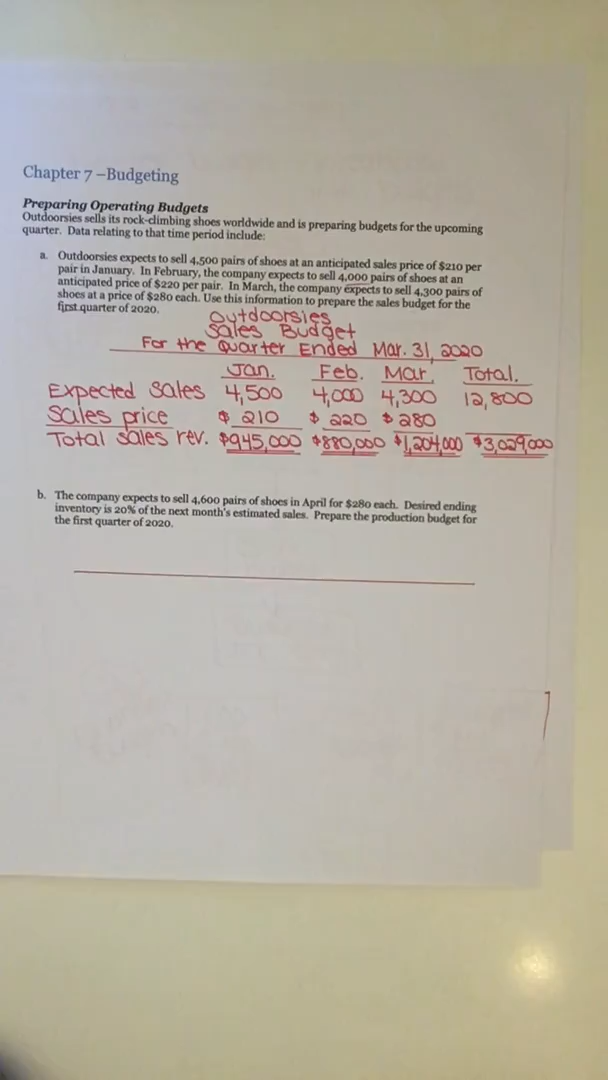 Chapter 7 –Budgeting
Preparing Operating Budgets
Outdoorsies sells its rock-climbing shoes worldwide and is preparing budgets for the upcoming
quarter. Data relating to that time period include:
a. Outdoorsies expects to sell 4,500 pairs of shoes at an anticipated sales price of $210 per
pair in January. In February, the company expects to sell 4,000 pairs of shoes at an
anticipated price of $220 per pair. In March, the company expects to sell 4,300 pairs of
shoes at a price of $280 each. Use this information to prepare the sales budget for the
first quarter of 2020.
Outdoorsies
Sales Budget
For the Quarter Ended Mar. 31, 2020
Jan. Feb. Mar. Total.
Expected Sales 4,500 4,000 4,300 12,800
Sales price $ 210 $ 220 $ 280
Total sales rev. $945,000 $880,000 $1,204,000 $3,029,000
b. The company expects to sell 4,600 pairs of shoes in April for $280 each. Desired ending
inventory is 20% of the next month's estimated sales. Prepare the production budget for
the first quarter of 2020.